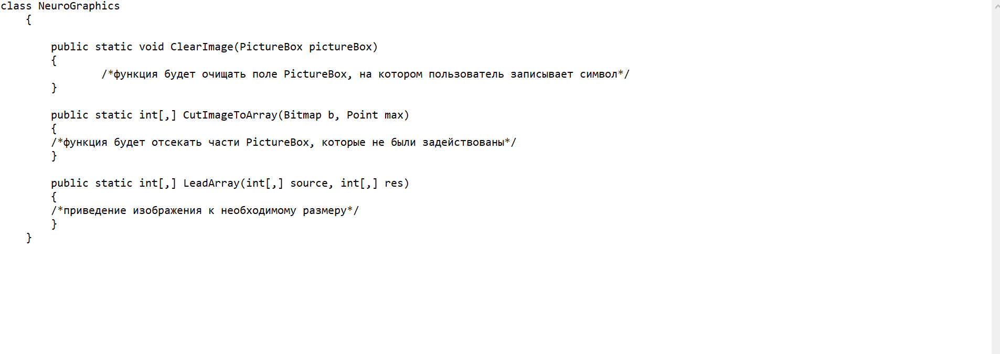 class NeuroGraphics
{
public static void ClearImage(PictureBox pictureBox)
{
/*функция будет очищать поле PictureBox, на котором пользователь записывает символ*/
}
public static int[,] CutImageToArray(Bitmap b, Point max)
{
/*функция будет отсекать части PictureBox, которые не были задействованы*/
}
public static int[,] LeadArray(int[,] source, int[,] res)
{
/*приведение изображения к необходимому размеру*/
}
}